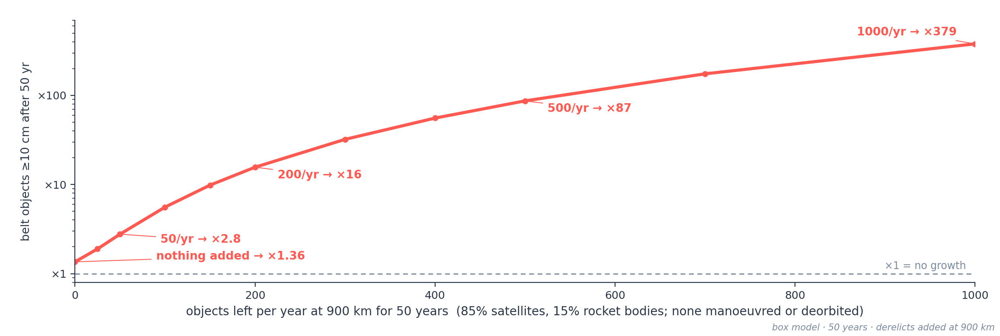 1000/yr → ×379
belt objects ≥10 cm after 50 yr
×100
500/yr → ×87
×10
200/yr → ×16
50/yr → ×2.8
nothing added → ×1.36
×1 = no growth
×1
0 200 400 600 800 1000
objects left per year at 900 km for 50 years (85% satellites, 15% rocket bodies; none manoeuvred or deorbited)
box model · 50 years · derelicts added at 900 km